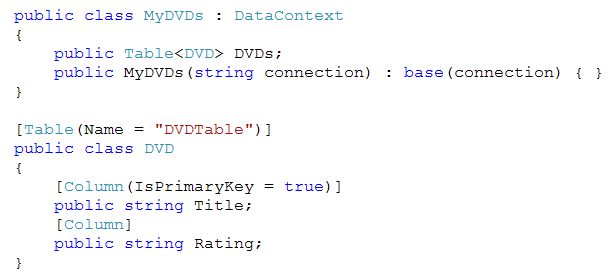 public class MyDVDs : DataContext
{
    public Table<DVD> DVDs;
    public MyDVDs(string connection) : base(connection) { }
}

[Table(Name = "DVDTable")]
public class DVD
{
    [Column(IsPrimaryKey = true)]
    public string Title;
    [Column]
    public string Rating;
}